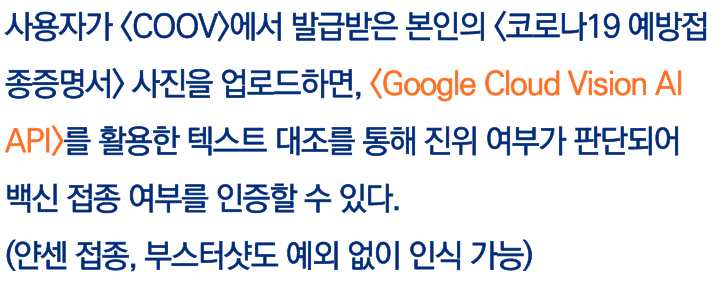 사용자가 〈COOV〉에서 발급받은 본인의 〈코로나19 예방접
종증명서〉 사진을 업로드하면, 〈Google Cloud Vision AI
API〉를 활용한 텍스트 대조를 통해 진위 여부가 판단되어
백신 접종 여부를 인증할 수 있다.
(얀센 접종, 부스터샷도 예외 없이 인식 가능)